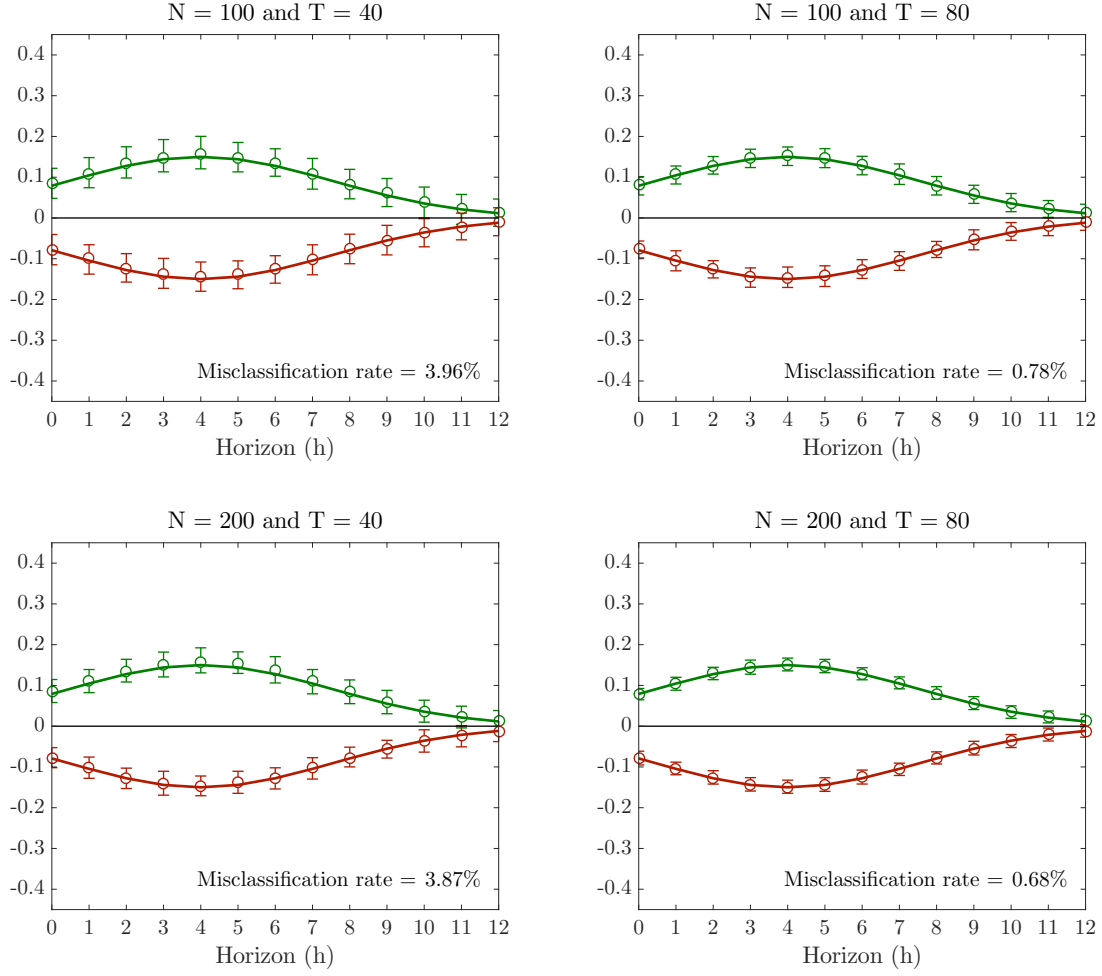 N = 100 and T = 40
0.4
0.3
0.2
0.1
0
-0.1
-0.2
-0.3
-0.4
Misclassification rate = 3.96%
0 1 2 3 4 5 6 7 8 9 10 11 12
Horizon (h)
N = 100 and T = 80
0.4
0.3
0.2
0.1
0
-0.1
-0.2
-0.3
-0.4
Misclassification rate = 0.78%
0 1 2 3 4 5 6 7 8 9 10 11 12
Horizon (h)
N = 200 and T = 40
0.4
0.3
0.2
0.1
0
-0.1
-0.2
-0.3
-0.4
Misclassification rate = 3.87%
0 1 2 3 4 5 6 7 8 9 10 11 12
Horizon (h)
N = 200 and T = 80
0.4
0.3
0.2
0.1
0
-0.1
-0.2
-0.3
-0.4
Misclassification rate = 0.68%
0 1 2 3 4 5 6 7 8 9 10 11 12
Horizon (h)